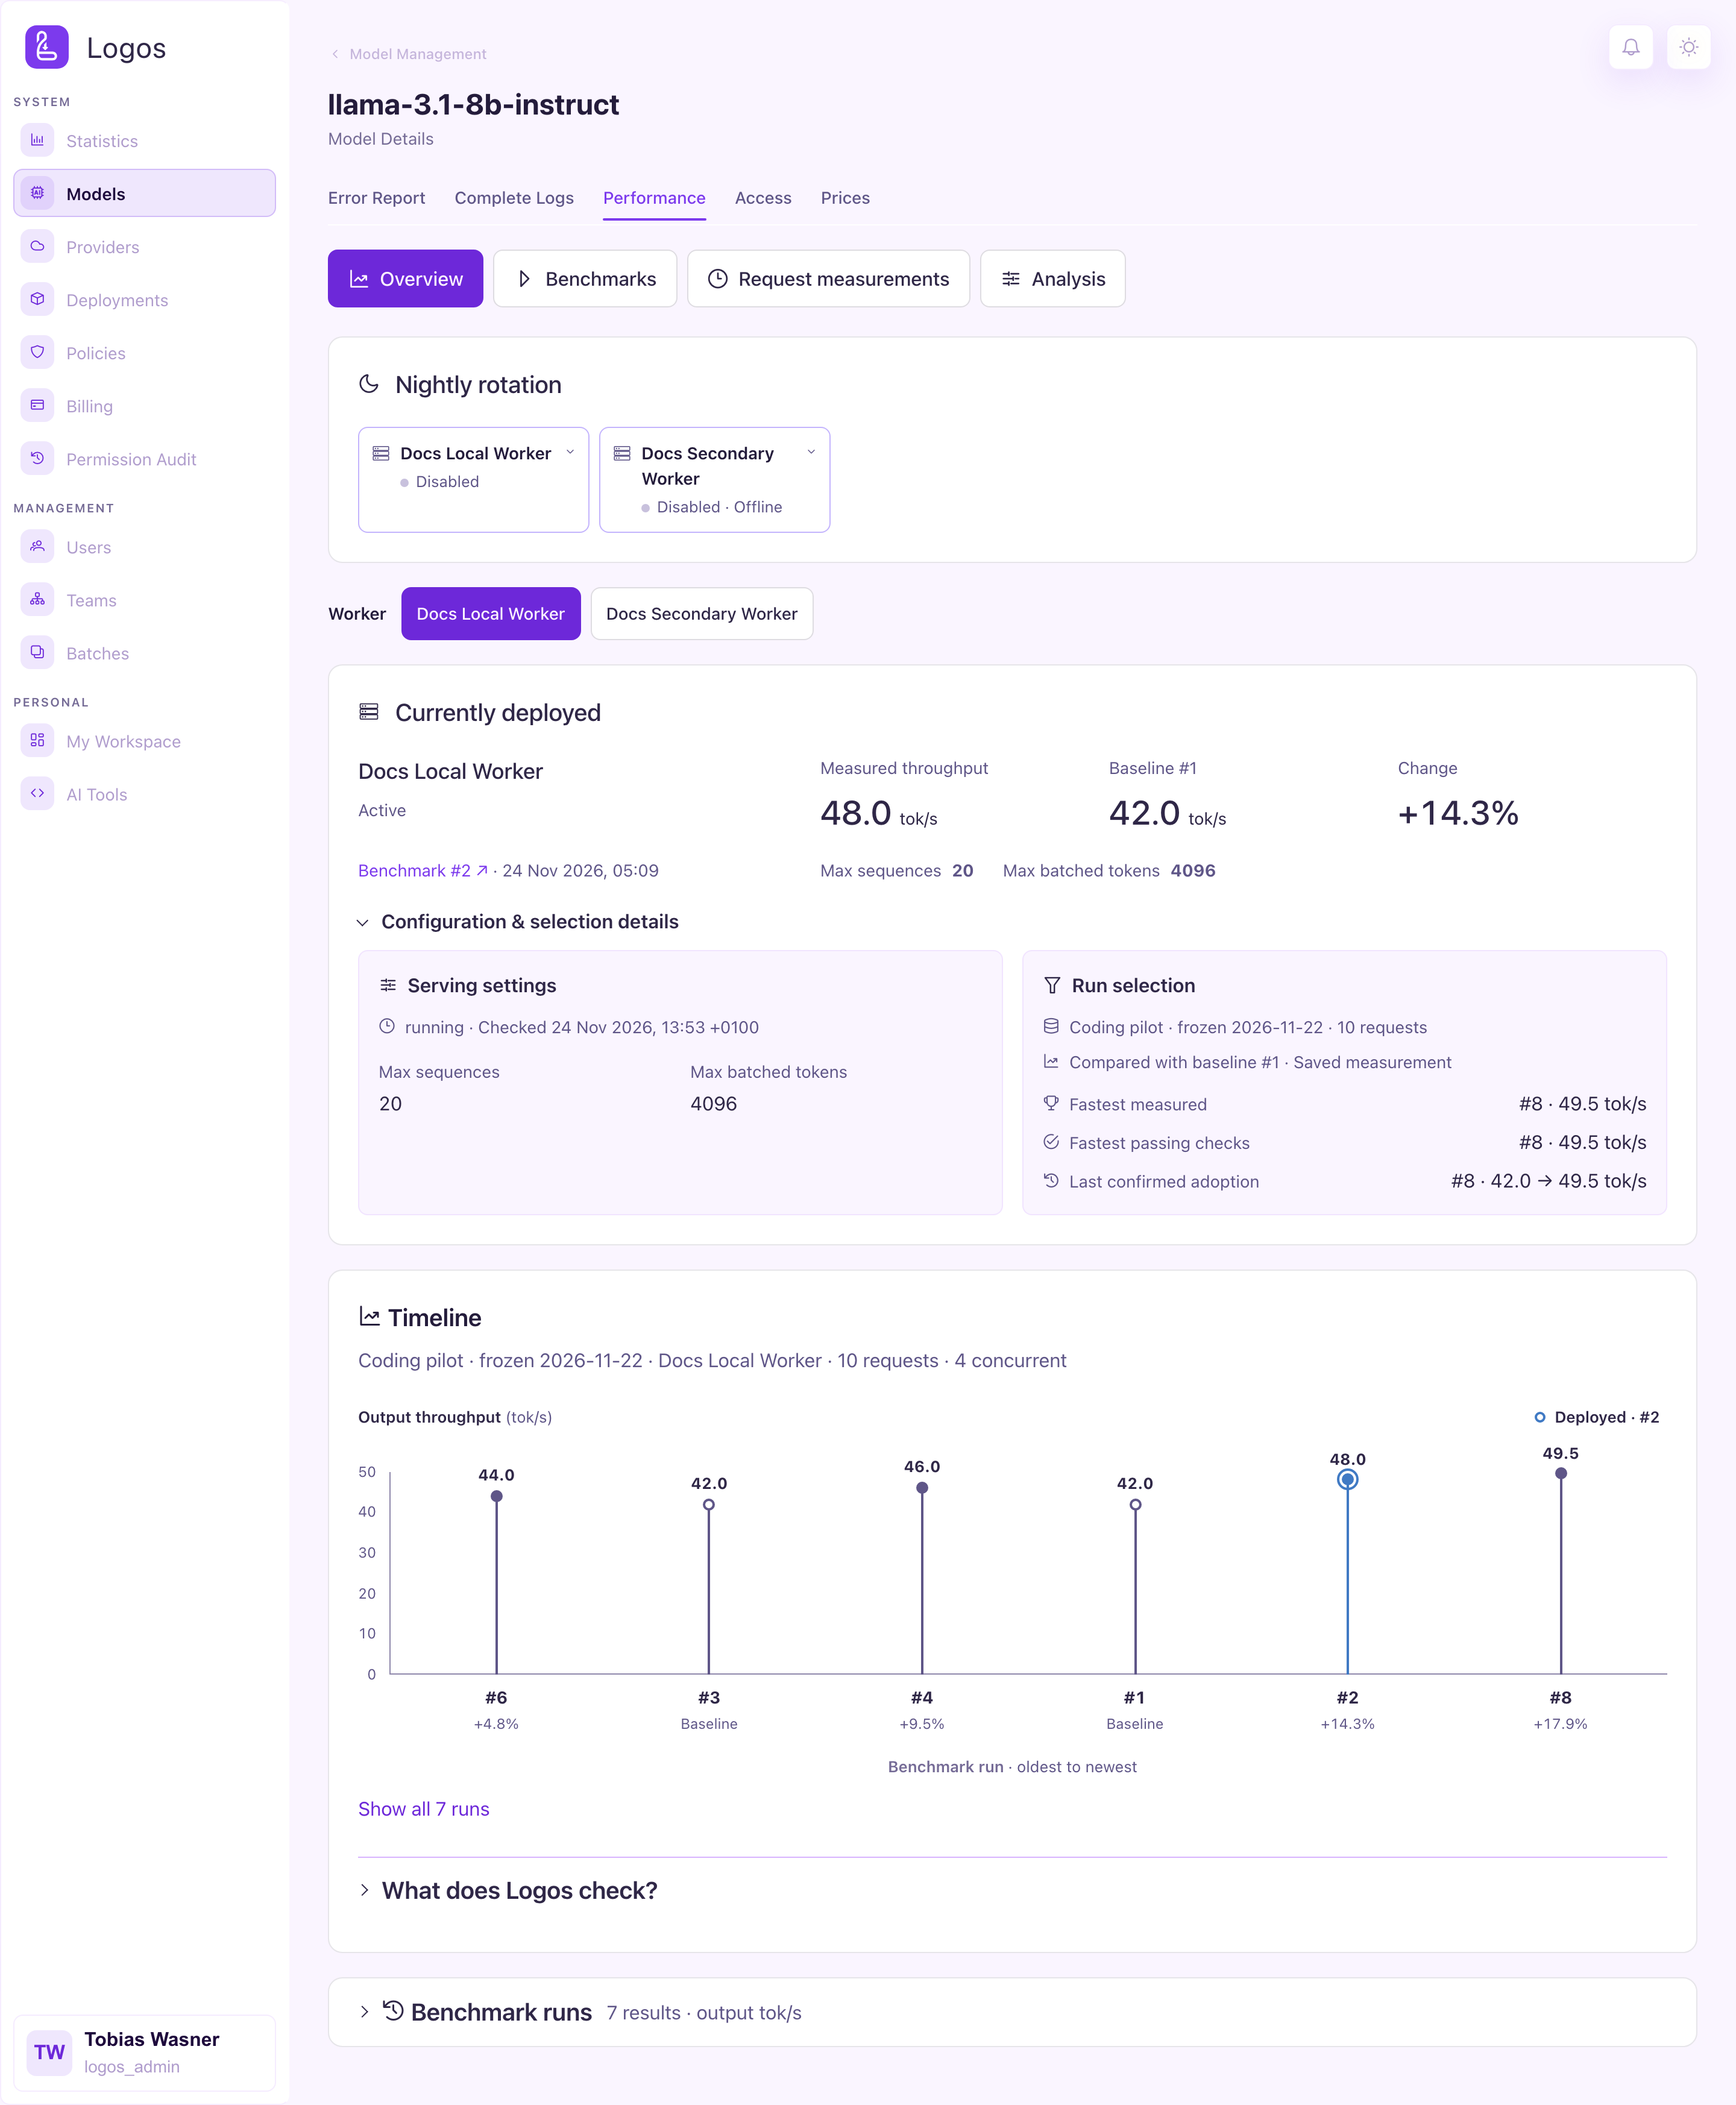 Logos
SYSTEM
Statistics
Models
Providers
Deployments
Policies
Billing
Permission Audit
MANAGEMENT
Users
Teams
Batches
PERSONAL
My Workspace
AI Tools
TW
Tobias Wasner
logos_admin
Model Management
llama-3.1-8b-instruct
Model Details
Error Report Complete Logs Performance Access Prices
Overview Benchmarks Request measurements Analysis
Nightly rotation
Docs Local Worker
Disabled
Docs Secondary
Worker
Disabled · Offline
Worker Docs Local Worker Docs Secondary Worker
Currently deployed
Docs Local Worker
Active
Measured throughput
48.0 tok/s
Baseline #1
42.0 tok/s
Change
+14.3%
Benchmark #2 ↗ · 24 Nov 2026, 05:09
Max sequences 20 Max batched tokens 4096
Configuration & selection details
Serving settings
running · Checked 24 Nov 2026, 13:53 +0100
Max sequences
20
Max batched tokens
4096
Run selection
Coding pilot · frozen 2026-11-22 · 10 requests
Compared with baseline #1 · Saved measurement
Fastest measured #8 · 49.5 tok/s
Fastest passing checks #8 · 49.5 tok/s
Last confirmed adoption #8 · 42.0 → 49.5 tok/s
Timeline
Coding pilot · frozen 2026-11-22 · Docs Local Worker · 10 requests · 4 concurrent
Output throughput (tok/s)
Deployed · #2
50
40
30
20
10
0
44.0 42.0 46.0 42.0 48.0 49.5
#6 #3 #4 #1 #2 #8
+4.8% Baseline +9.5% Baseline +14.3% +17.9%
Benchmark run · oldest to newest
Show all 7 runs
What does Logos check?
Benchmark runs 7 results · output tok/s